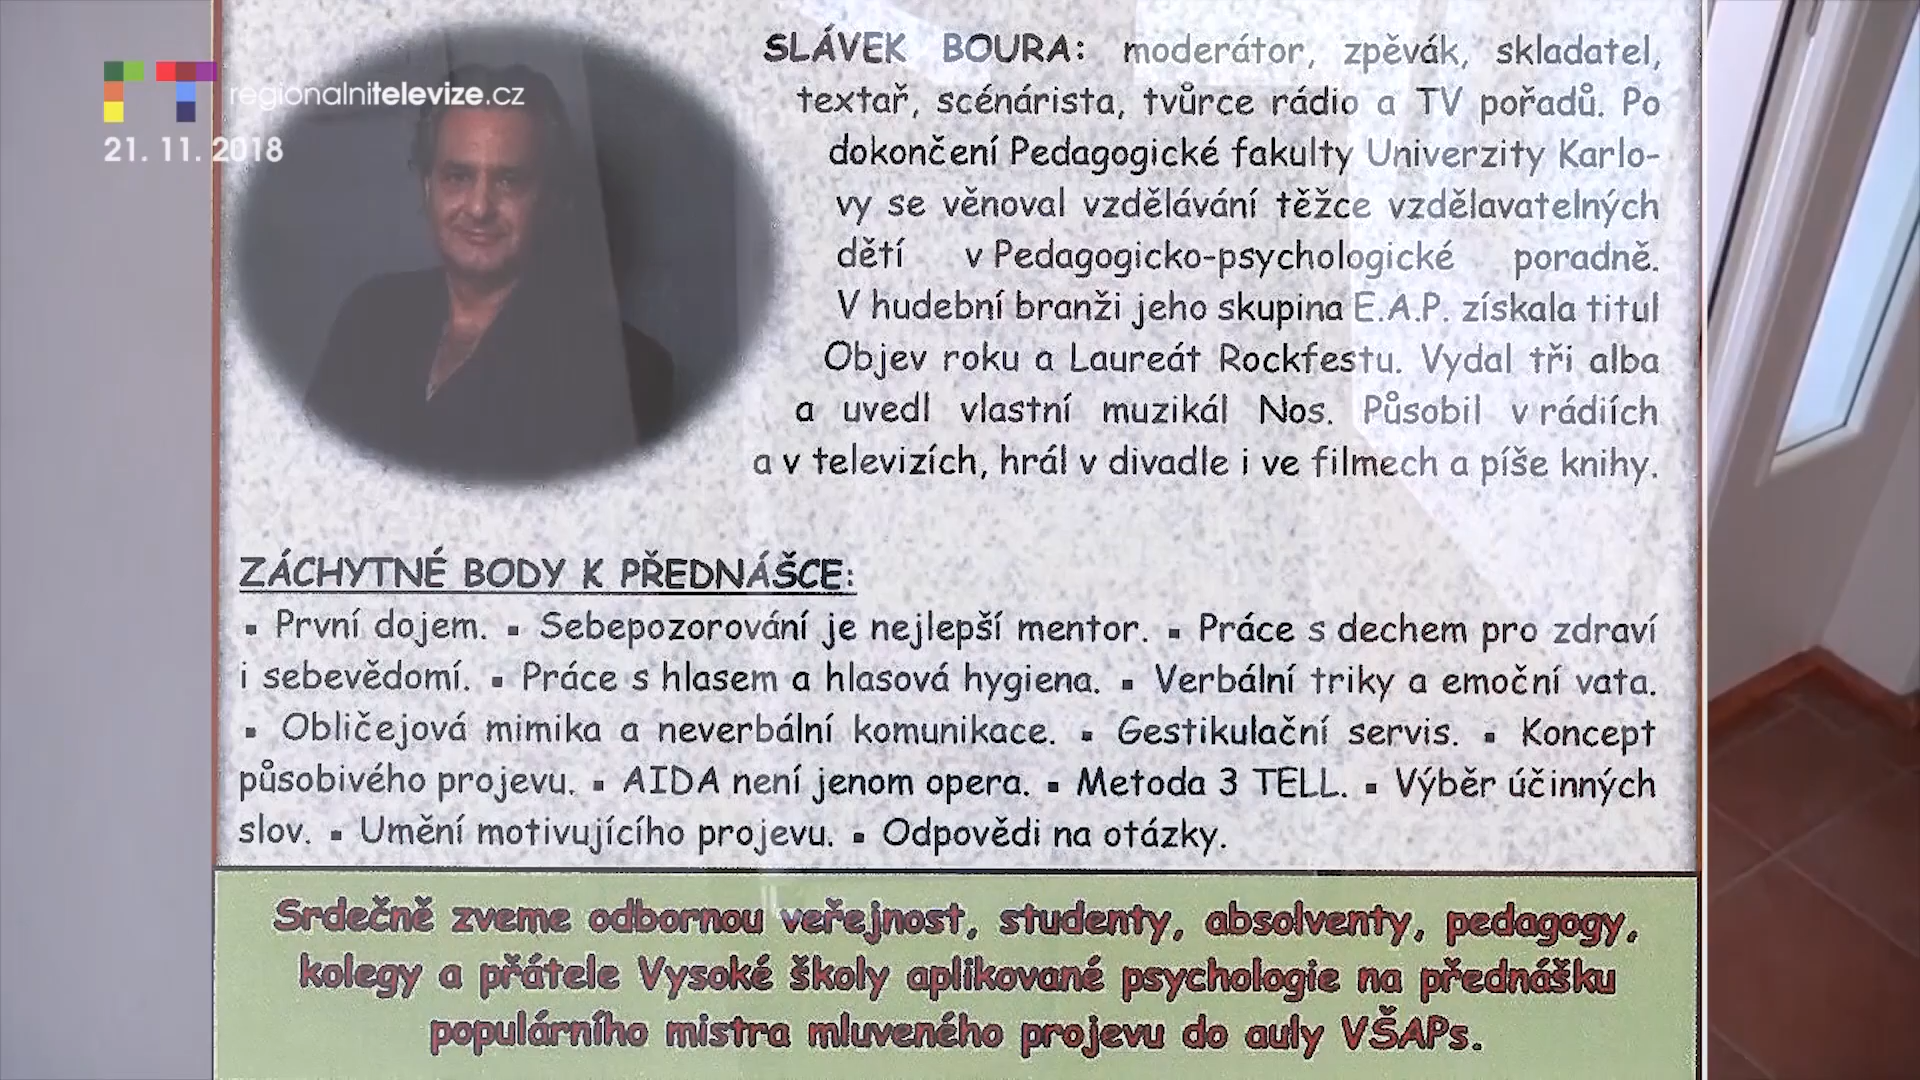 regionalnitelevize.cz
21. 11. 2018
SLÁVEK BOURA: moderátor, zpěvák, skladatel,
textař, scénárista, tvůrce rádio a TV pořadů. Po
dokončení Pedagogické fakulty Univerzity Karlo-
vy se věnoval vzdělávání těžce vzdělavatelných
dětí v Pedagogicko-psychologické poradně.
V hudební branži jeho skupina E.A.P. získala titul
Objev roku a Laureát Rockfestu. Vydal tři alba
a uvedl vlastní muzikál Nos. Působil v rádiích
a v televizích, hrál v divadle i ve filmech a píše knihy.
ZÁCHYTNÉ BODY K PŘEDNÁŠCE:
▪ První dojem. ▪ Sebepozorování je nejlepší mentor. ▪ Práce s dechem pro zdraví
i sebevědomí. ▪ Práce s hlasem a hlasová hygiena. ▪ Verbální triky a emoční vata.
▪ Obličejová mimika a neverbální komunikace. ▪ Gestikulační servis. ▪ Koncept
působivého projevu. ▪ AIDA není jenom opera. ▪ Metoda 3 TELL. ▪ Výběr účinných
slov. ▪ Umění motivujícího projevu. ▪ Odpovědi na otázky.
Srdečně zveme odbornou veřejnost, studenty, absolventy, pedagogy,
kolegy a přátele Vysoké školy aplikované psychologie na přednášku
populárního mistra mluveného projevu do auly VŠAPs.